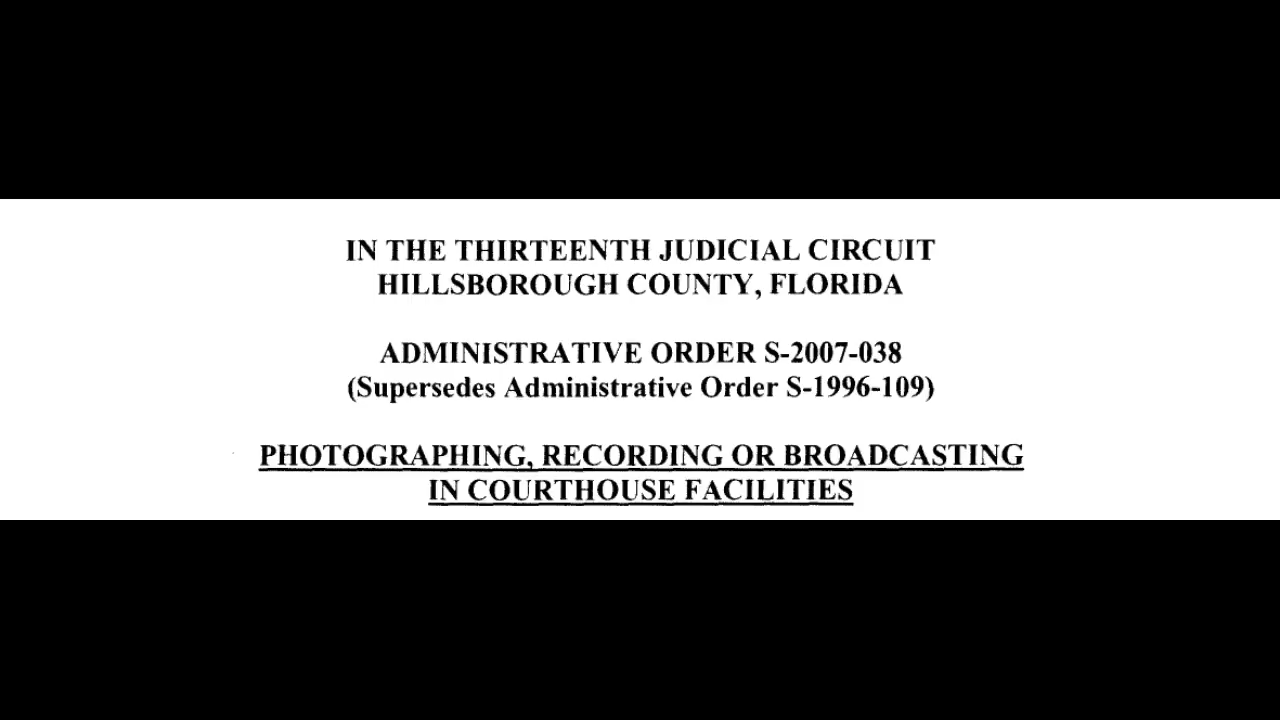 IN THE THIRTEENTH JUDICIAL CIRCUIT
HILLSBOROUGH COUNTY, FLORIDA
ADMINISTRATIVE ORDER S-2007-038
(Supersedes Administrative Order S-1996-109)
PHOTOGRAPHING, RECORDING OR BROADCASTING
IN COURTHOUSE FACILITIES